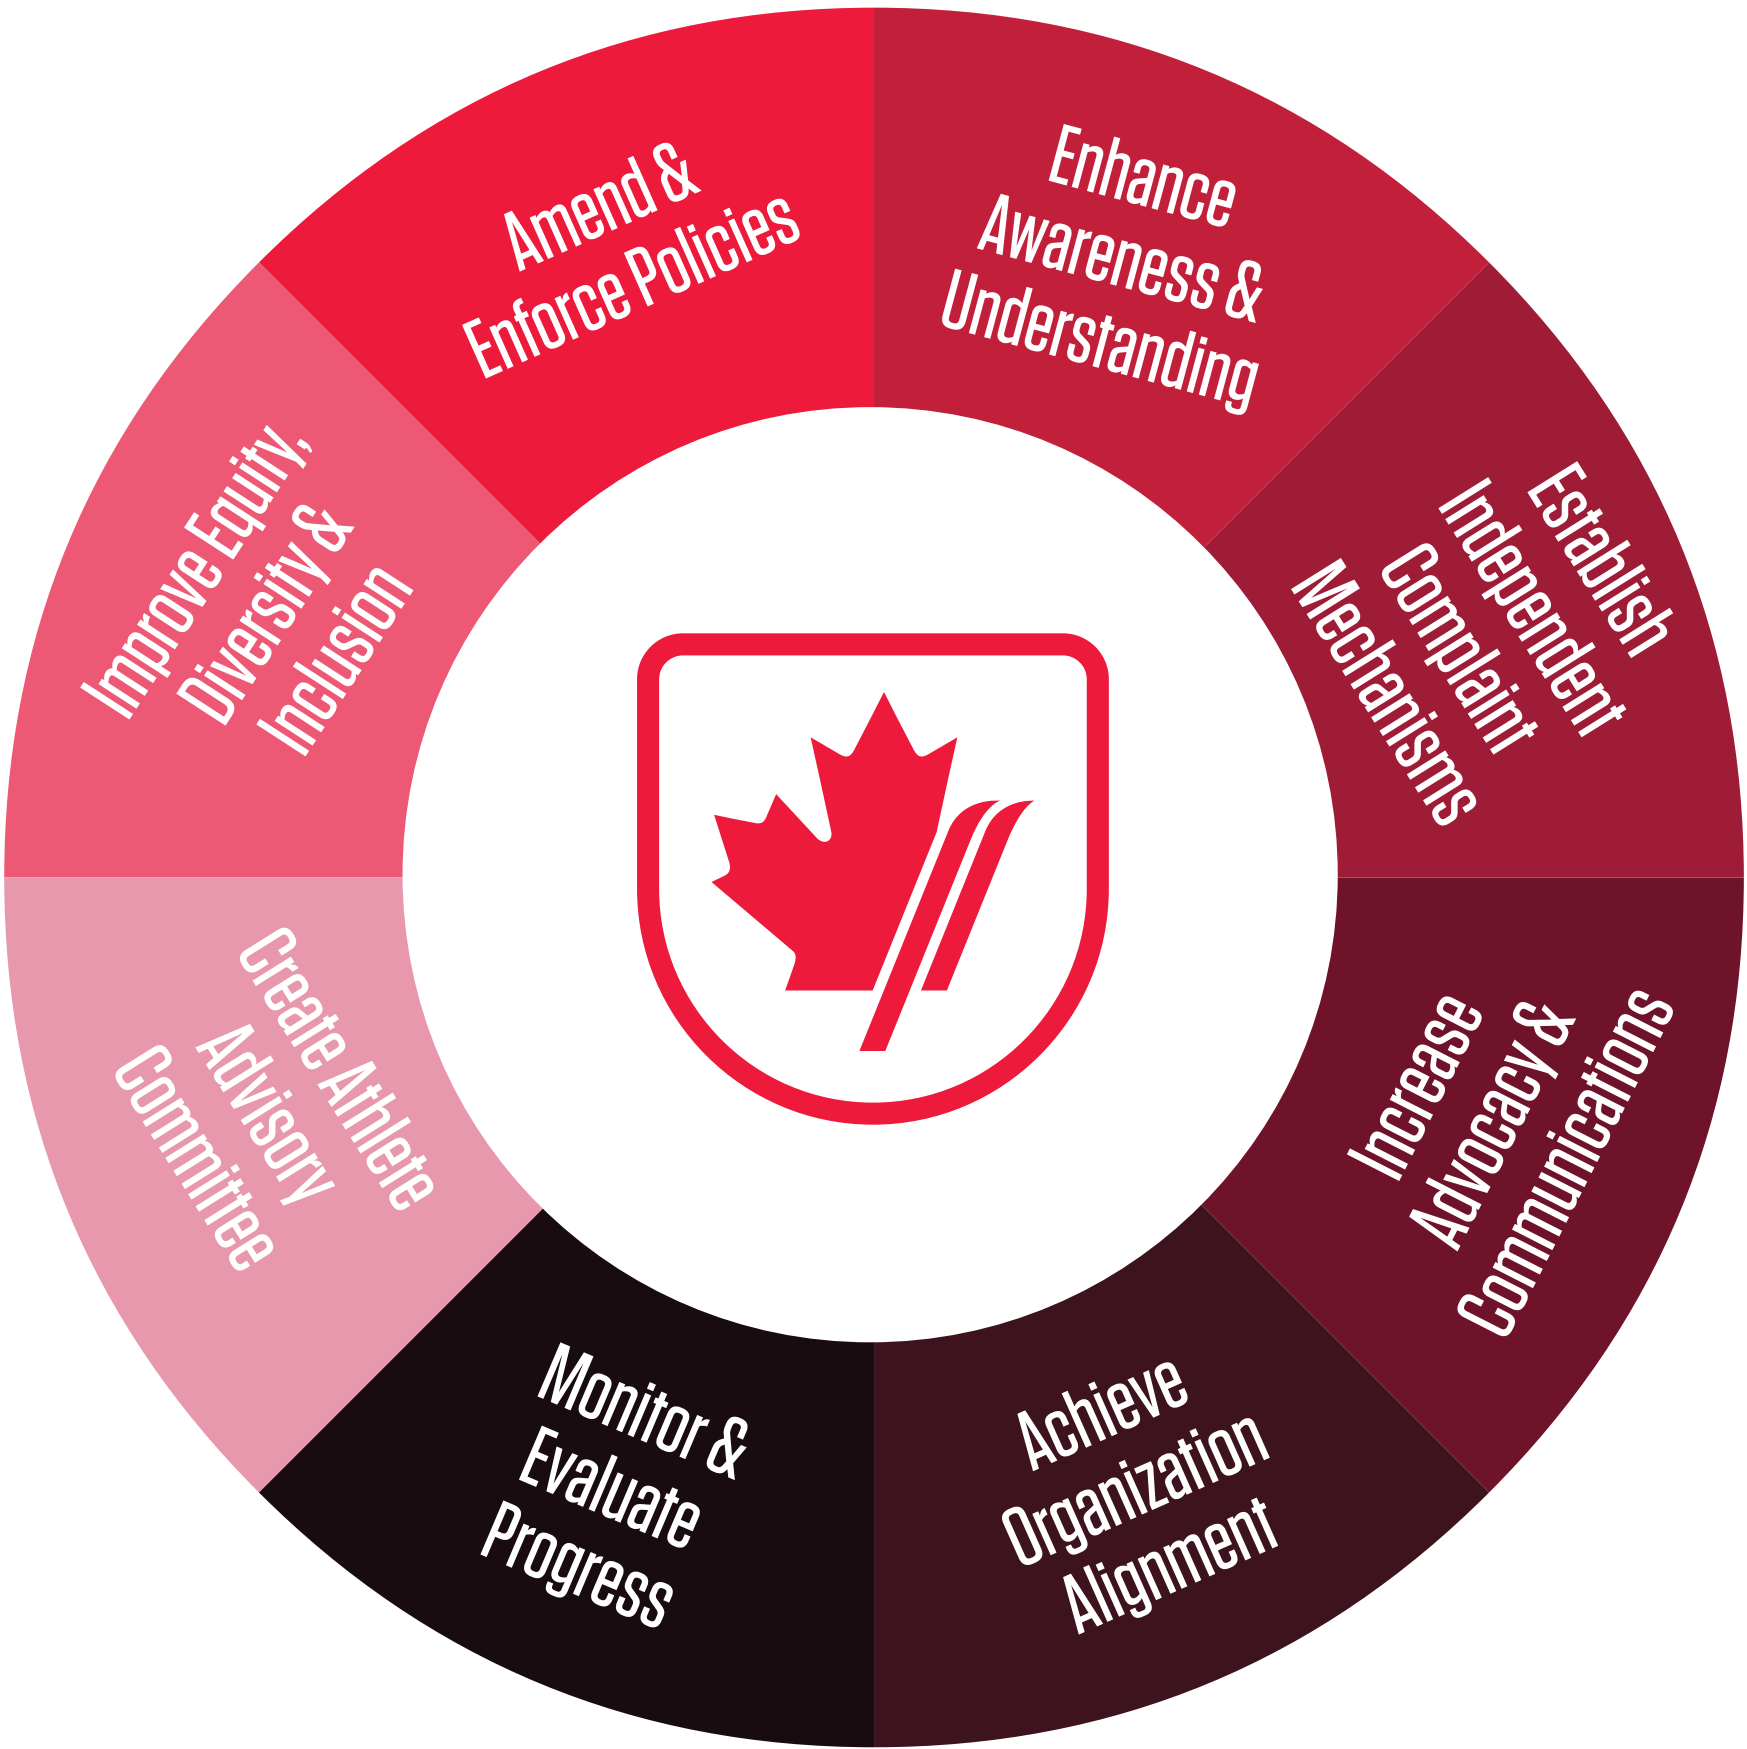 Amend &
Enforce Policies
Enhance
Awareness &
Understanding
Establish
Independent
Complaint
Mechanisms
Increase
Advocacy &
Communications
Achieve
Organization
Alignment
Monitor &
Evaluate
Progress
Create Athlete
Advisory
Committee
Improve Equity,
Diversity &
Inclusion